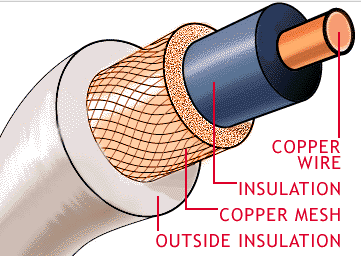 COPPER
WIRE
INSULATION
COPPER MESH
OUTSIDE INSULATION